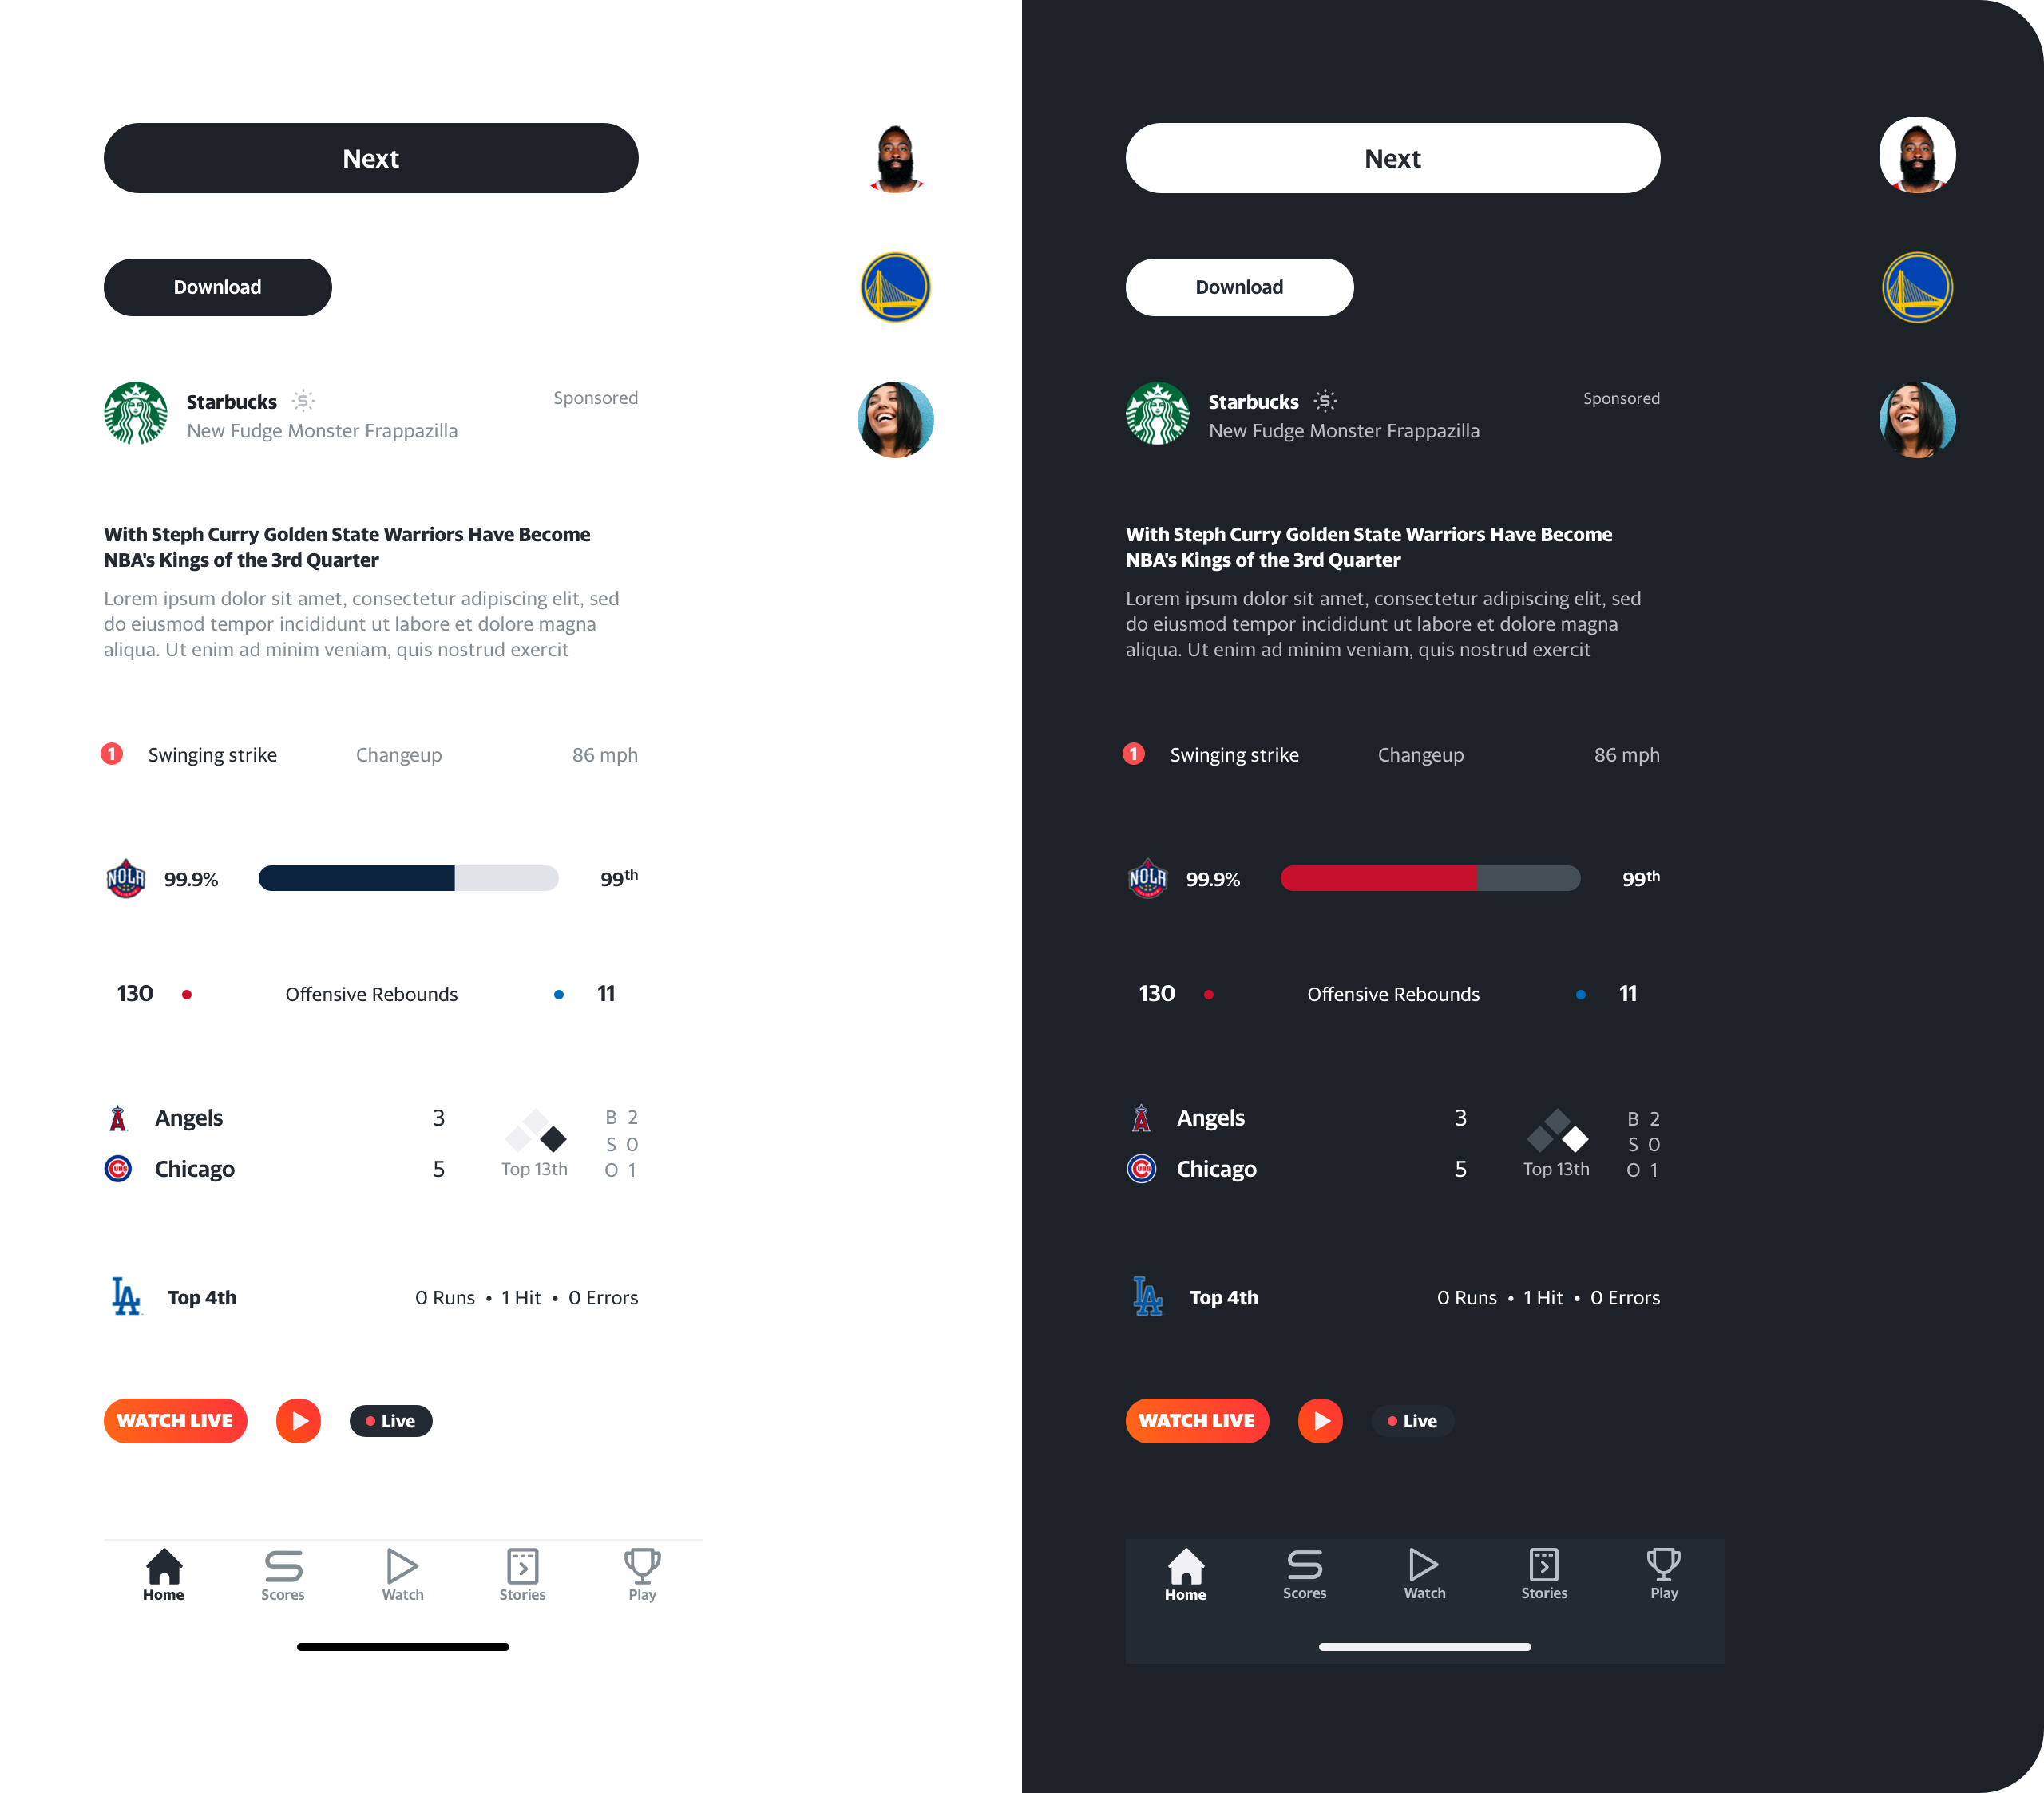 Next
Download
Starbucks
Sponsored
New Fudge Monster Frappazilla
With Steph Curry Golden State Warriors Have Become
NBA's Kings of the 3rd Quarter
Lorem ipsum dolor sit amet, consectetur adipiscing elit, sed
do eiusmod tempor incididunt ut labore et dolore magna
aliqua. Ut enim ad minim veniam, quis nostrud exercit
1 Swinging strike Changeup 86 mph
NOLA 99.9% 99th
130 Offensive Rebounds 11
Angels 3 B 2
S 0
CUBS Chicago 5 Top 13th O 1
LA Top 4th 0 Runs • 1 Hit • 0 Errors
WATCH LIVE Live
Home Scores Watch Stories Play
Next
Download
Starbucks
Sponsored
New Fudge Monster Frappazilla
With Steph Curry Golden State Warriors Have Become
NBA's Kings of the 3rd Quarter
Lorem ipsum dolor sit amet, consectetur adipiscing elit, sed
do eiusmod tempor incididunt ut labore et dolore magna
aliqua. Ut enim ad minim veniam, quis nostrud exercit
1 Swinging strike Changeup 86 mph
NOLA 99.9% 99th
130 Offensive Rebounds 11
Angels 3 B 2
S 0
CUBS Chicago 5 Top 13th O 1
LA Top 4th 0 Runs • 1 Hit • 0 Errors
WATCH LIVE Live
Home Scores Watch Stories Play